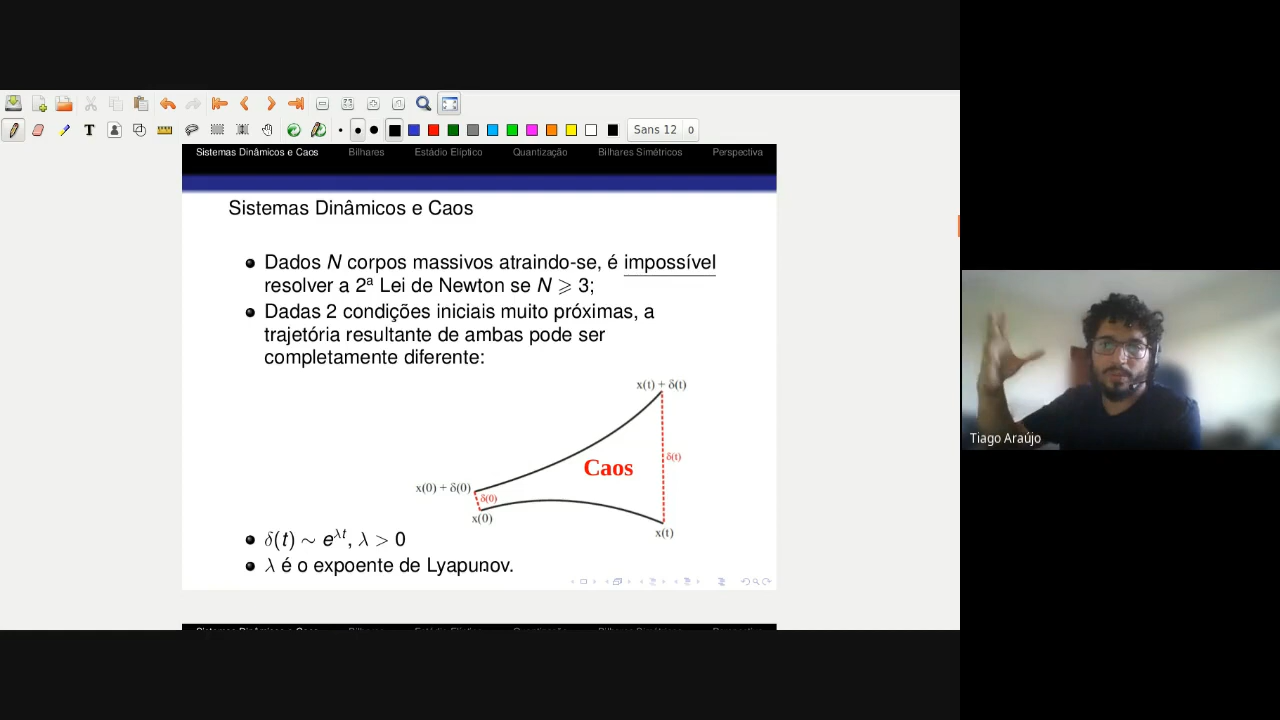 Sans 12 0
Sistemas Dinâmicos e Caos Bilhares Estádio Elíptico Quantização Bilhares Simétricos Perspectiva
Sistemas Dinâmicos e Caos
Dados N corpos massivos atraindo-se, é impossível
resolver a 2ª Lei de Newton se N ⩾ 3;
Dadas 2 condições iniciais muito próximas, a
trajetória resultante de ambas pode ser
completamente diferente:
x(t) + δ(t)
δ(t)
Caos
x(0) + δ(0)
δ(0)
x(0)
x(t)
δ(t) ∼ e^λt, λ > 0
λ é o expoente de Lyapunov.
Tiago Araújo